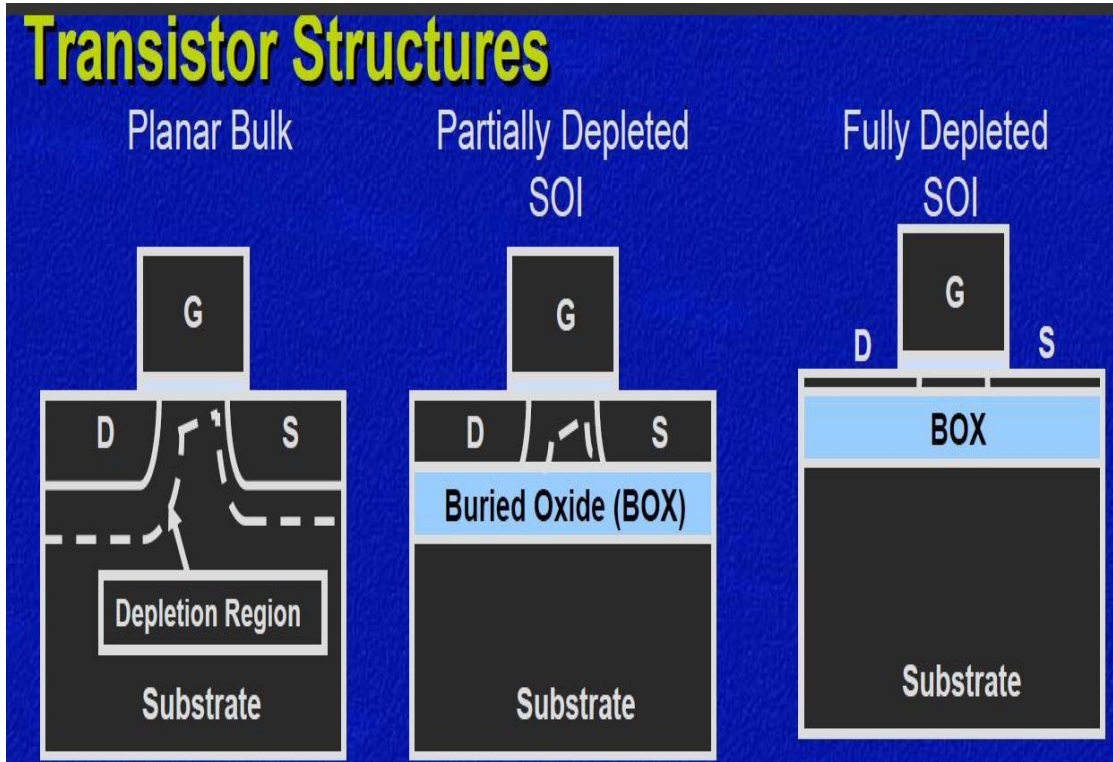 Transistor Structures
Planar Bulk
Partially Depleted
SOI
Fully Depleted
SOI
G
D
S
Depletion Region
Substrate
G
D
S
Buried Oxide (BOX)
Substrate
G
D
S
BOX
Substrate